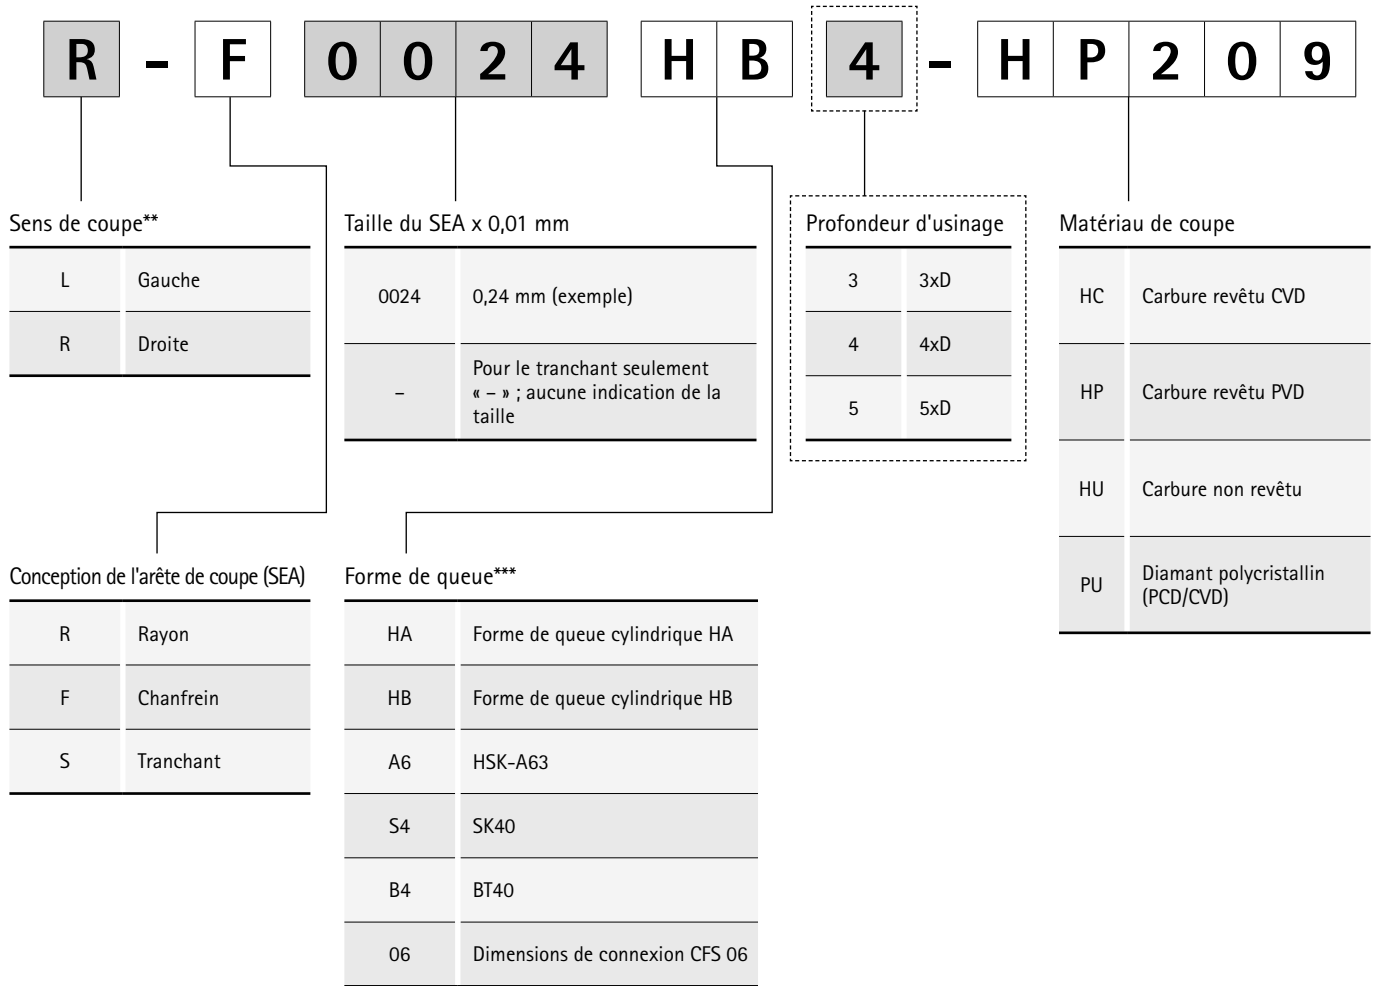 R - F 0 0 2 4 H B 4 - H P 2 0 9
Sens de coupe**
L Gauche
R Droite
Taille du SEA x 0,01 mm
0024 0,24 mm (exemple)
– Pour le tranchant seulement
« – » ; aucune indication de la
taille
Profondeur d'usinage
3 3xD
4 4xD
5 5xD
Matériau de coupe
HC Carbure revêtu CVD
HP Carbure revêtu PVD
HU Carbure non revêtu
PU Diamant polycristallin
(PCD/CVD)
Conception de l'arête de coupe (SEA)
R Rayon
F Chanfrein
S Tranchant
Forme de queue***
HA Forme de queue cylindrique HA
HB Forme de queue cylindrique HB
A6 HSK-A63
S4 SK40
B4 BT40
06 Dimensions de connexion CFS 06